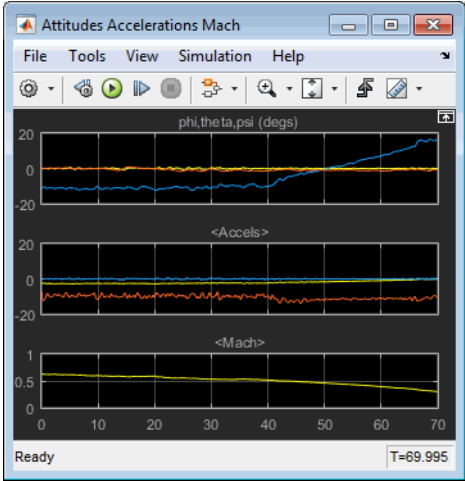 Attitudes Accelerations Mach
File Tools View Simulation Help
phi,theta,psi (degs)
20
0
-20
<Accels>
20
0
-20
<Mach>
1
0.5
0
0 10 20 30 40 50 60 70
Ready T=69.995